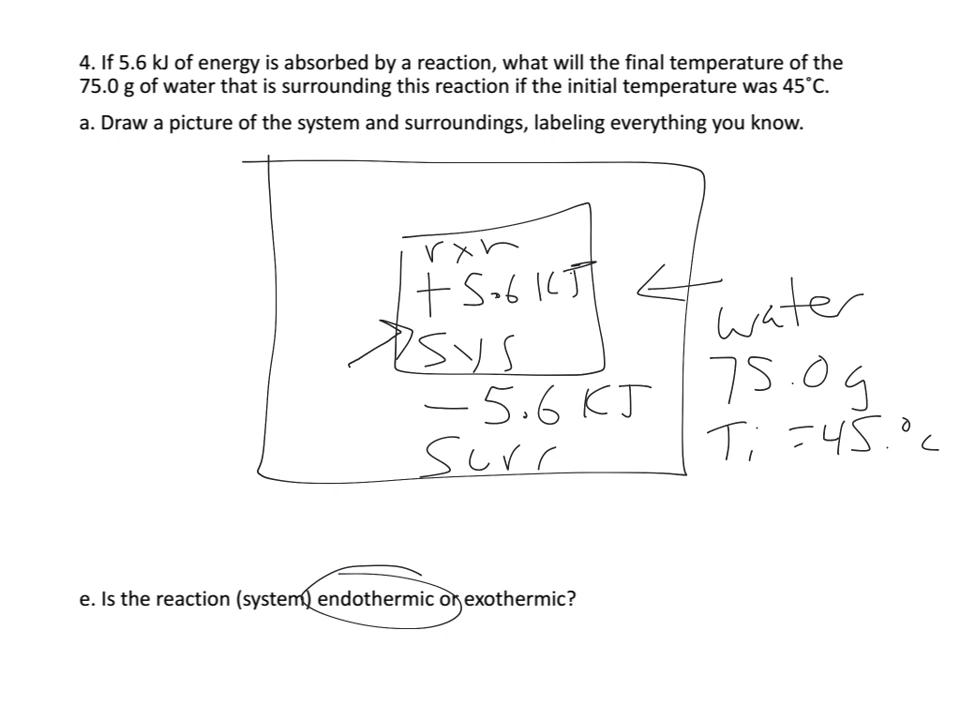 4. If 5.6 kJ of energy is absorbed by a reaction, what will the final temperature of the
75.0 g of water that is surrounding this reaction if the initial temperature was 45˚C.
a. Draw a picture of the system and surroundings, labeling everything you know.
rxn
+5.6 KJ
sys
-5.6 KJ
Surr
water
75.0g
Ti =45.°C
e. Is the reaction (system) endothermic or exothermic?